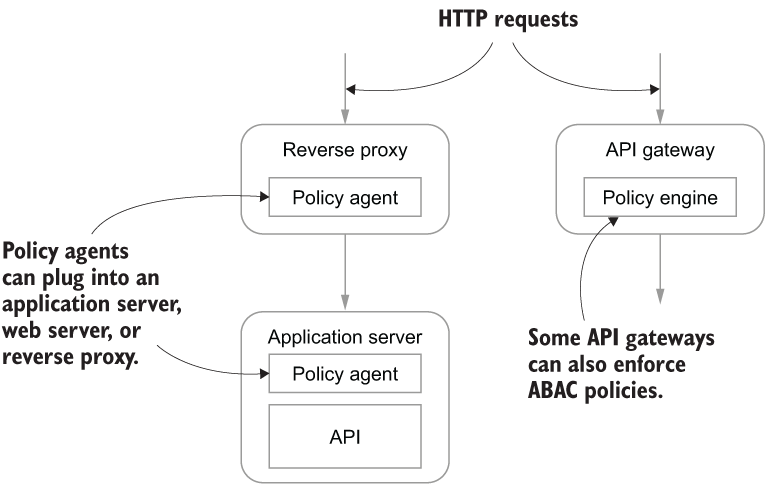 HTTP requests
Reverse proxy
Policy agent
API gateway
Policy engine
Policy agents
can plug into an
application server,
web server, or
reverse proxy.
Application server
Policy agent
API
Some API gateways
can also enforce
ABAC policies.